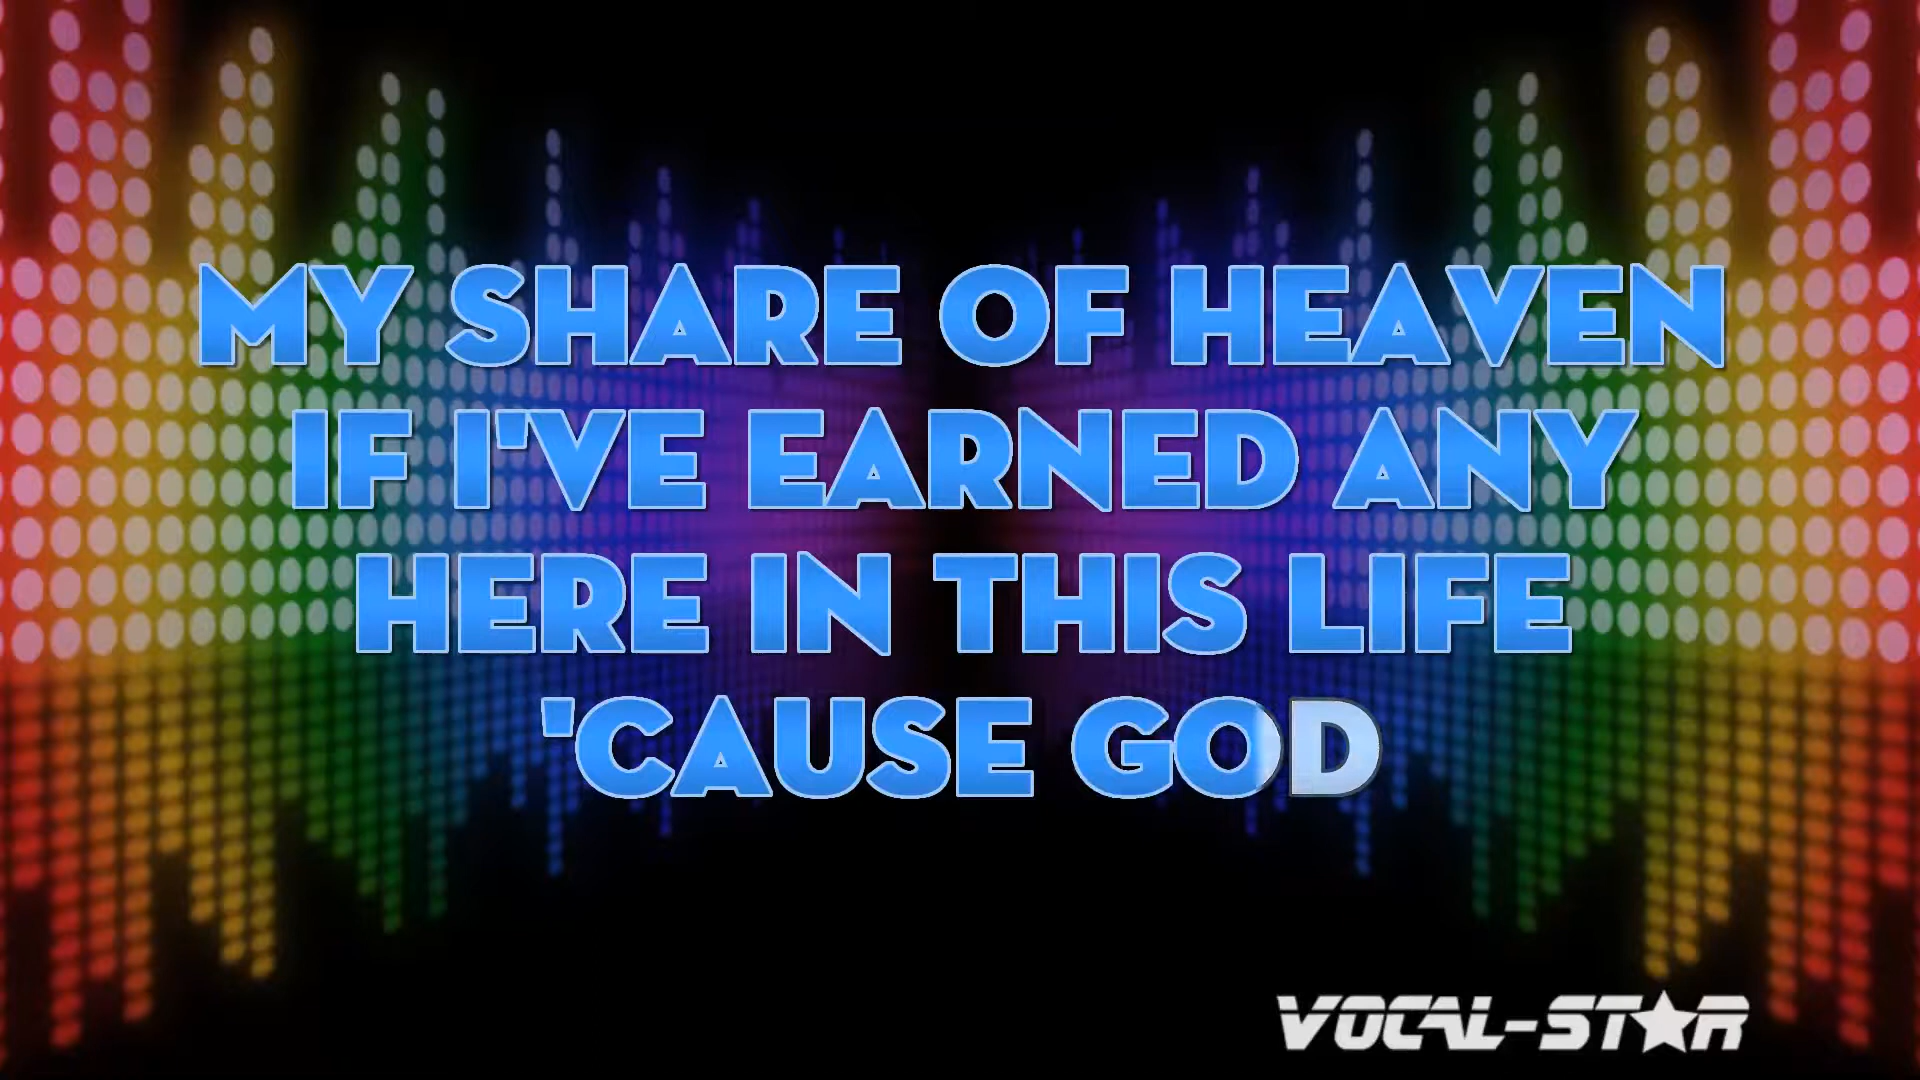 MY SHARE OF HEAVEN
IF I'VE EARNED ANY
HERE IN THIS LIFE
'CAUSE GOD
VOCAL-STAR